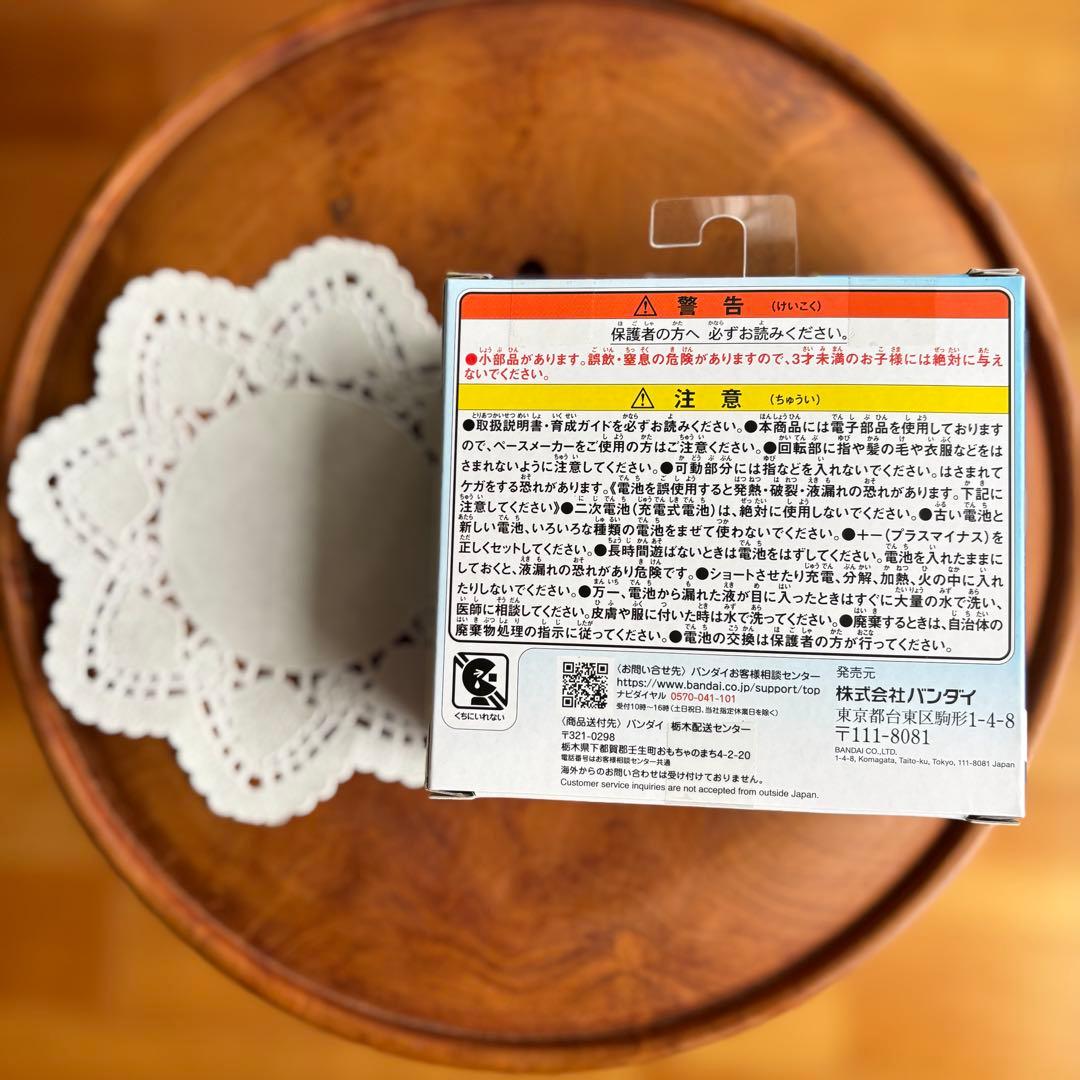 ⚠ 警告 (けいこく)
保護者の方へ 必ずお読みください。
●小部品があります。誤飲・窒息の危険がありますので、3才未満のお子様には絶対に与え
ないでください。
⚠ 注意 (ちゅうい)
●取扱説明書・育成ガイドを必ずお読みください。●本商品には電子部品を使用しております
ので、ペースメーカーをご使用の方はご注意ください。●回転部に指や髪の毛や衣服などをは
さまれないように注意してください。●可動部分には指などを入れないでください。はさまれて
ケガをする恐れがあります。《電池を誤使用すると発熱・破裂・液漏れの恐れがあります。下記に
注意してください》●二次電池(充電式電池)は、絶対に使用しないでください。●古い電池と
新しい電池、いろいろな種類の電池をまぜて使わないでください。●+-(プラスマイナス)を
正しくセットしてください。●長時間遊ばないときは電池をはずしてください。電池を入れたままに
しておくと、液漏れの恐れがあり危険です。●ショートさせたり充電、分解、加熱、火の中に入れ
たりしないでください。●万一、電池から漏れた液が目に入ったときはすぐに大量の水で洗い、
医師に相談してください。皮膚や服に付いた時は水で洗ってください。●廃棄するときは、自治体の
廃棄物処理の指示に従ってください。●電池の交換は保護者の方が行ってください。
くちにいれない
〈お問い合せ先〉バンダイお客様相談センター
https://www.bandai.co.jp/support/top
ナビダイヤル 0570-041-101
受付10時~16時(土日祝日、当社指定休業日を除く)
〈商品送付先〉バンダイ 栃木配送センター
〒321-0298
栃木県下都賀郡壬生町おもちゃのまち4-2-20
電話番号はお客様相談センター共通
海外からのお問い合わせは受け付けておりません。
Customer service inquiries are not accepted from outside Japan.
発売元
株式会社バンダイ
東京都台東区駒形1-4-8
〒111-8081
BANDAI CO.,LTD.
1-4-8, Komagata, Taito-ku, Tokyo, 111-8081 Japan